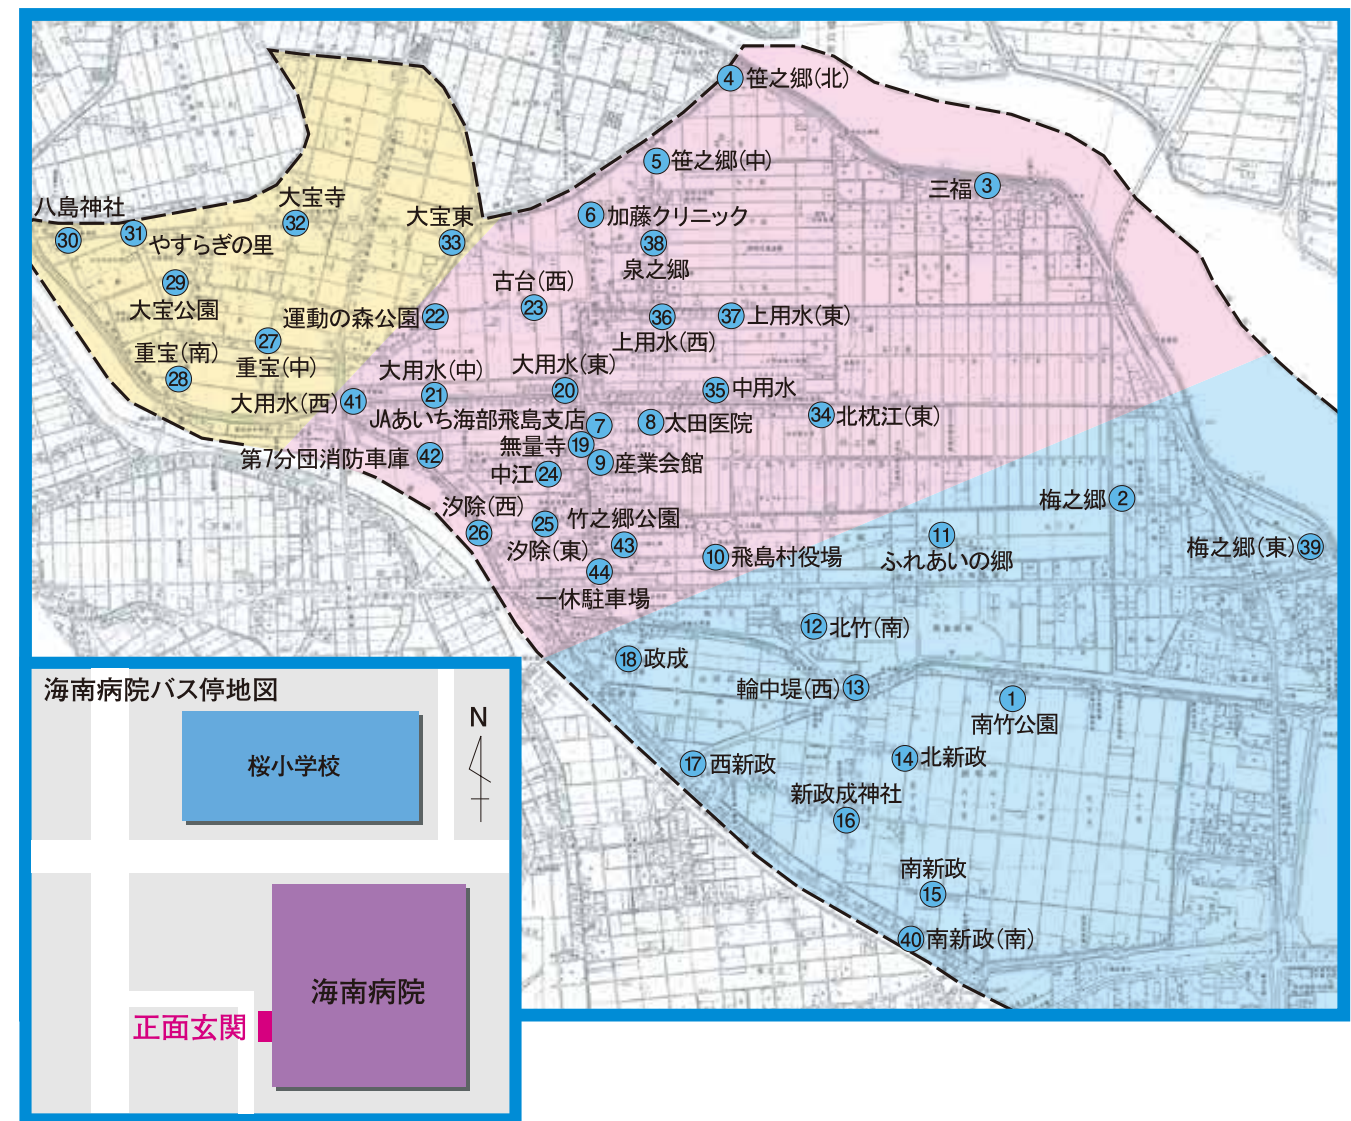 4 笹之郷(北)
5 笹之郷(中)
三福 3
八島神社
30
31 やすらぎの里
大宝寺
32
大宝東
33
6 加藤クリニック
38
泉之郷
29
大宝公園
古台(西)
23
運動の森公園 22
36
上用水(西)
37 上用水(東)
27
重宝(中)
重宝(南)
28
大用水(西) 41
大用水(中)
21
大用水(東)
20
35 中用水
34 北枕江(東)
JAあいち海部飛島支店 7
8 太田医院
無量寺 19
9 産業会館
第7分団消防車庫 42
中江 24
汐除(西)
26
25
汐除(東)
竹之郷公園
43
44
一休駐車場
10 飛島村役場
梅之郷 2
11
ふれあいの郷
梅之郷(東) 39
12 北竹(南)
18 政成
輪中堤(西) 13
1
南竹公園
17 西新政
14 北新政
新政成神社
16
南新政
15
40 南新政(南)
海南病院バス停地図
N
桜小学校
海南病院
正面玄関